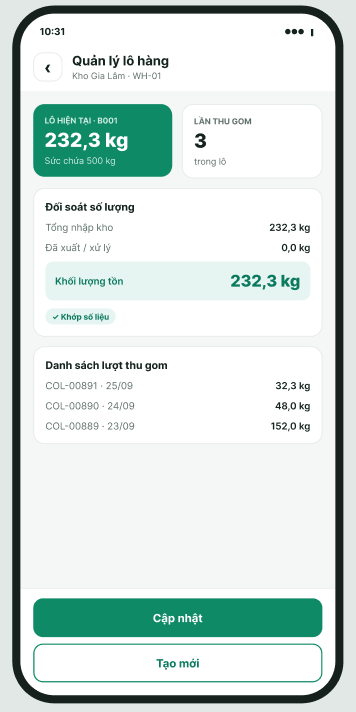 10:31
Quản lý lô hàng
Kho Gia Lâm · WH-01
LÔ HIỆN TẠI · B001
232,3 kg
Sức chứa 500 kg
LẦN THU GOM
3
trong lô
Đối soát số lượng
Tổng nhập kho 232,3 kg
Đã xuất / xử lý 0,0 kg
Khối lượng tồn 232,3 kg
✓ Khớp số liệu
Danh sách lượt thu gom
COL-00891 · 25/09 32,3 kg
COL-00890 · 24/09 48,0 kg
COL-00889 · 23/09 152,0 kg
Cập nhật
Tạo mới